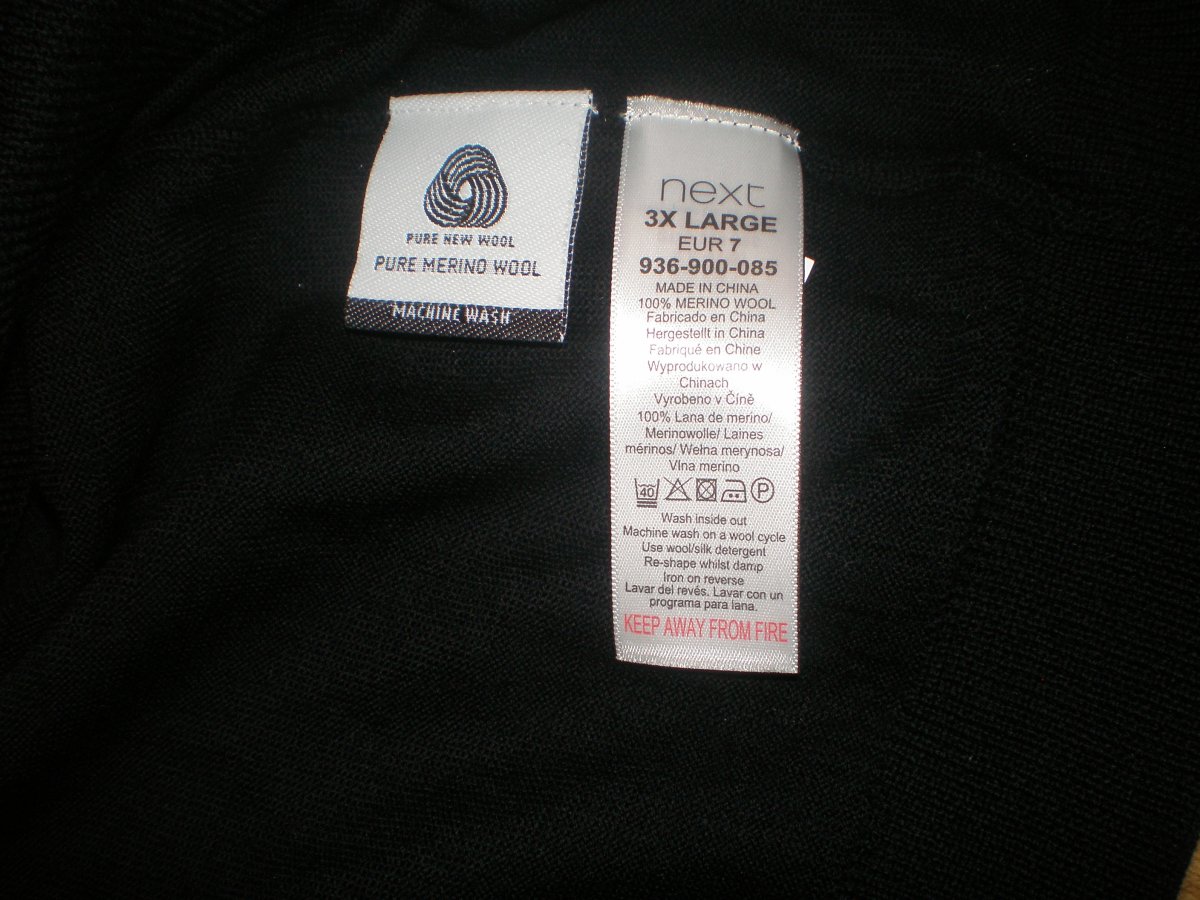 PURE NEW WOOL
PURE MERINO WOOL
MACHINE WASH
next
3X LARGE
EUR 7
936-900-085
MADE IN CHINA
100% MERINO WOOL
Fabricado en China
Hergestellt in China
Fabriqué en Chine
Wyprodukowano w
Chinach
Vyrobeno v Číně
100% Lana de merino/
Merinowolle/ Laines
mérinos/ Wełna merynosa/
Vlna merino
40 P
Wash inside out
Machine wash on a wool cycle
Use wool/silk detergent
Re-shape whilst damp
Iron on reverse
Lavar del revés. Lavar con un
programa para lana.
KEEP AWAY FROM FIRE